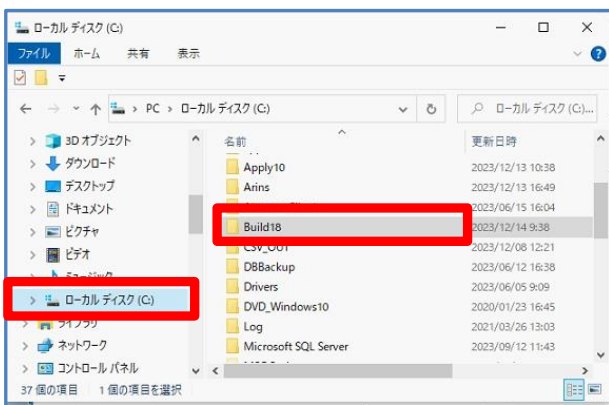 ローカル ディスク (C:)
ファイル ホーム 共有 表示
PC > ローカル ディスク (C:)
ローカル ディスク (C:)...
名前 更新日時
3D オブジェクト
ダウンロード
デスクトップ
ドキュメント
ピクチャ
ビデオ
ミュージック
ローカル ディスク (C:)
ライブラリ
ネットワーク
コントロール パネル
Apply10 2023/12/13 10:38
Arins 2023/12/13 16:49
2023/06/15 16:04
Build18 2023/12/14 9:38
CSV_OUT 2023/12/08 12:21
DBBackup 2023/06/12 16:38
Drivers 2023/06/05 9:09
DVD_Windows10 2020/01/23 16:45
Log 2021/03/26 13:03
Microsoft SQL Server 2023/09/12 11:43
37 個の項目 1 個の項目を選択